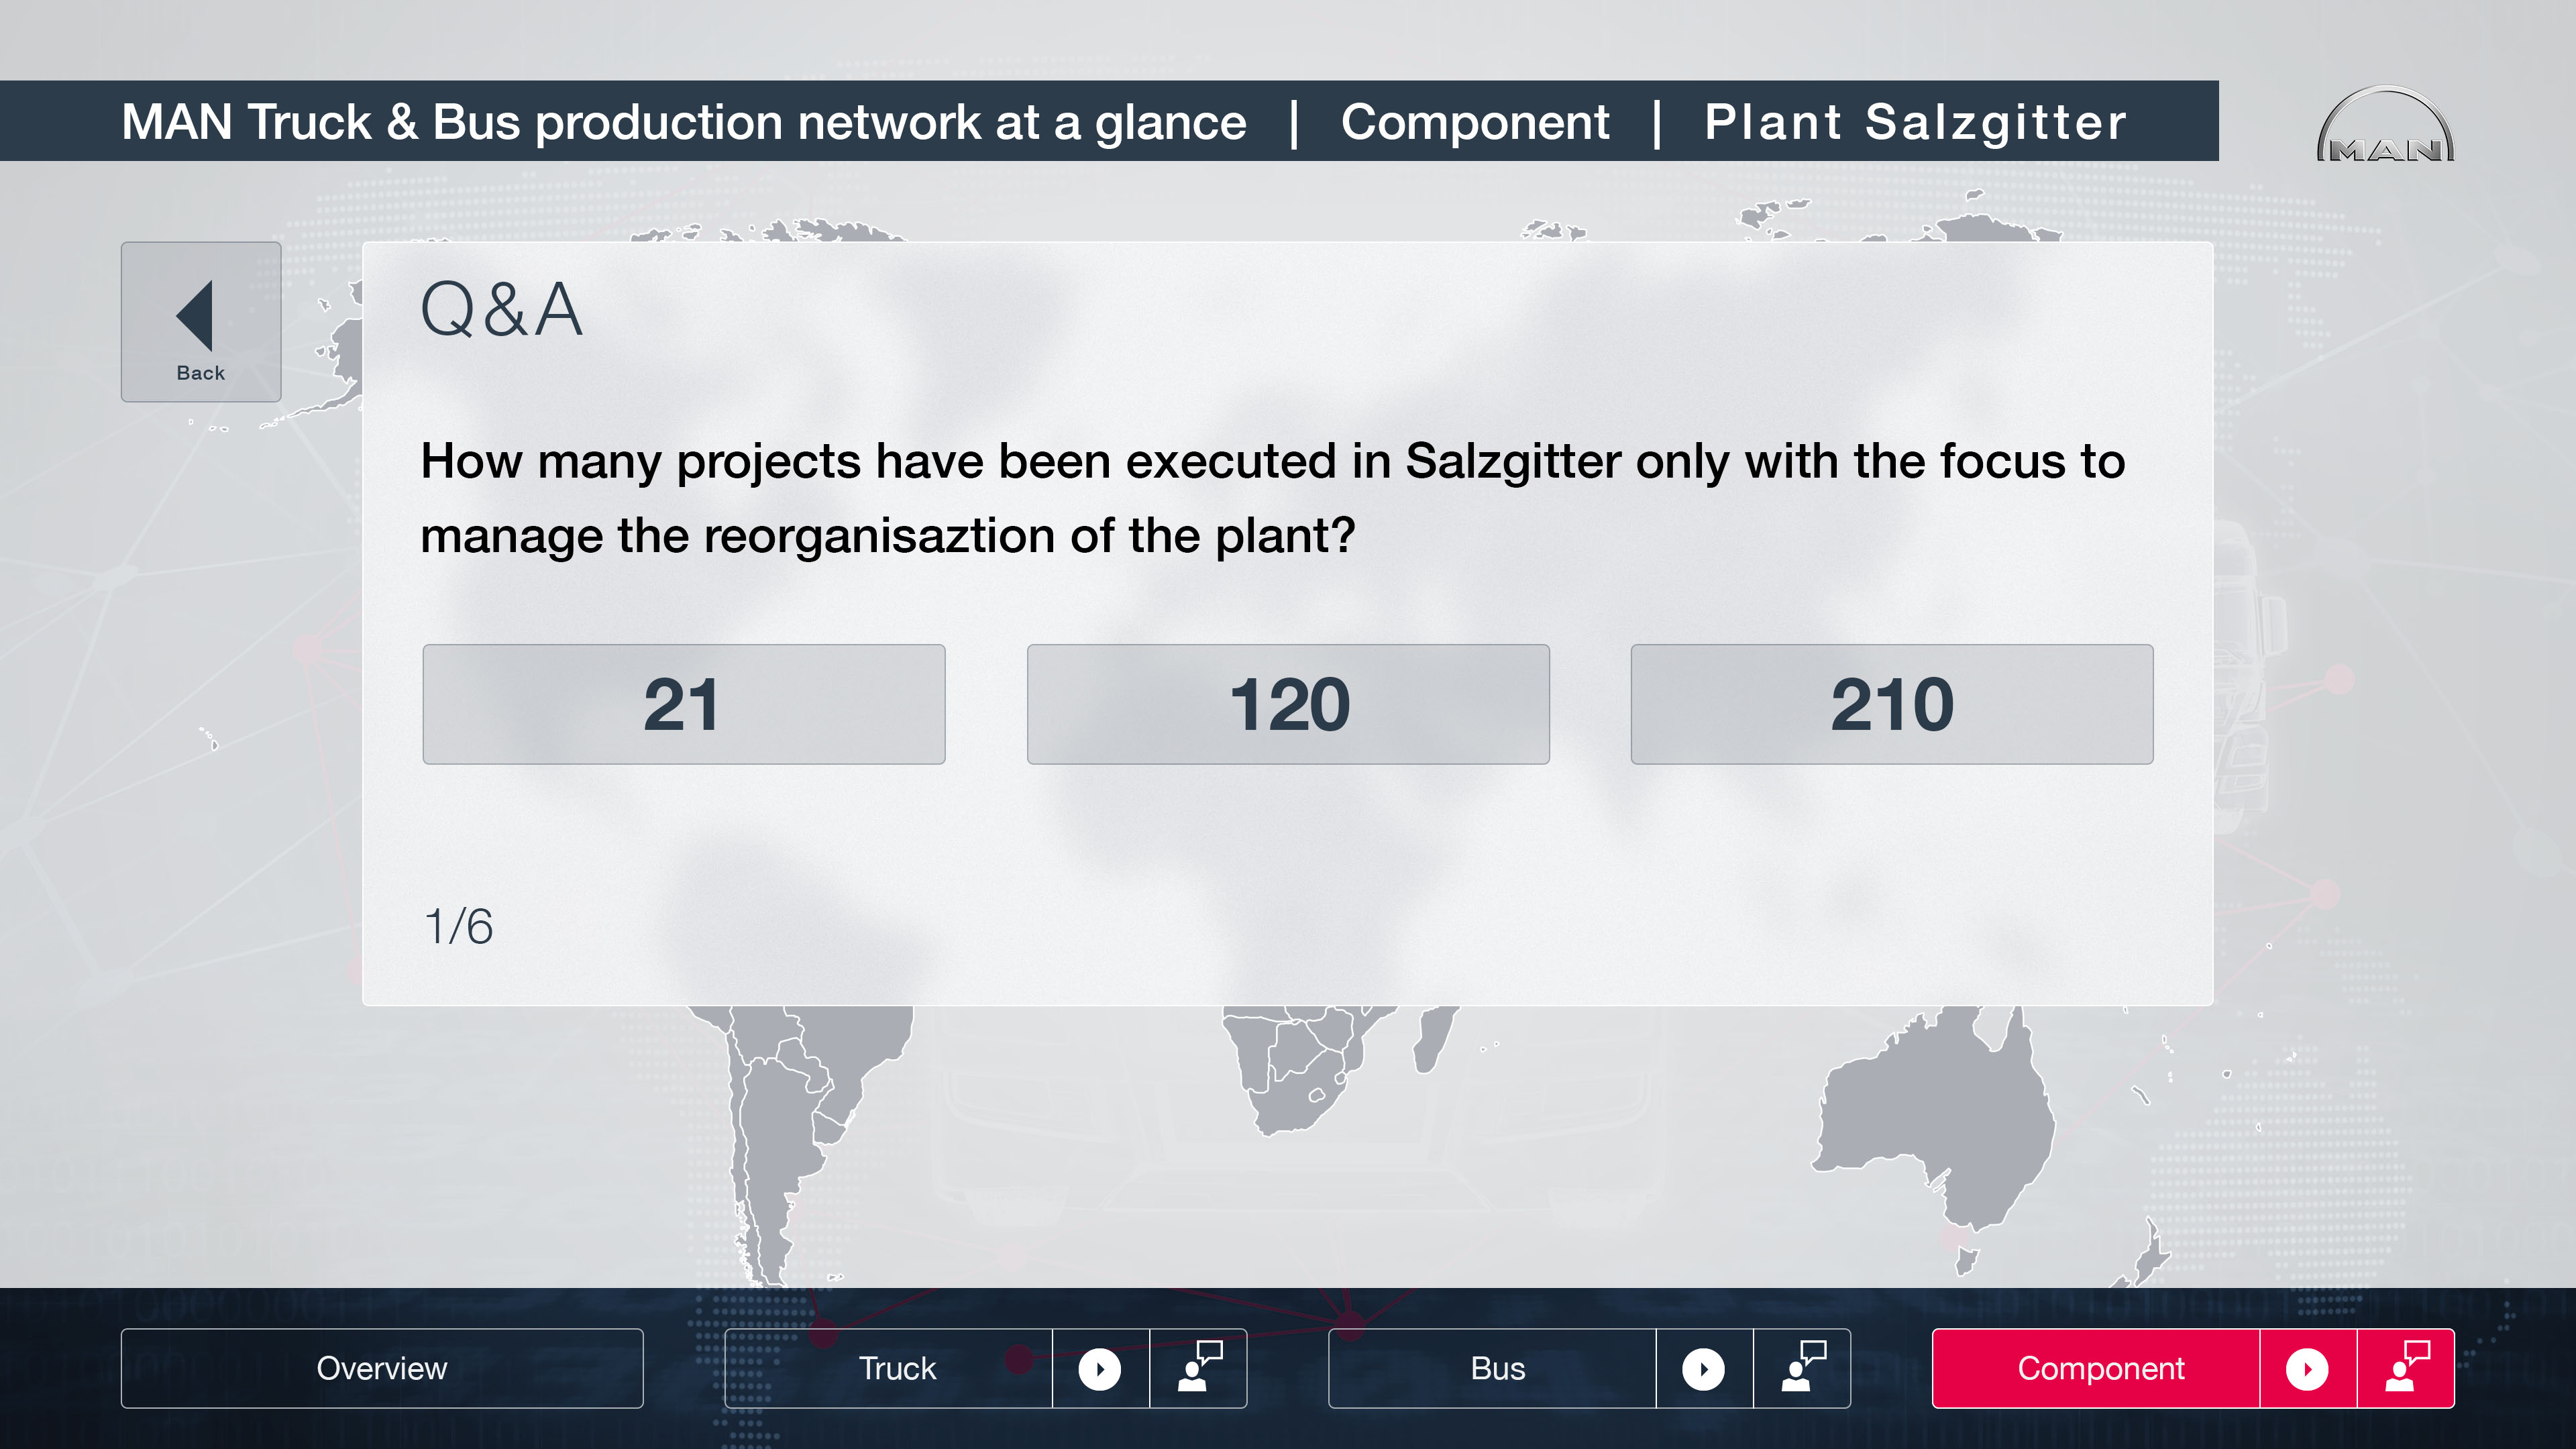 MAN Truck & Bus production network at a glance | Component | Plant Salzgitter
MAN
Back
Q&A
How many projects have been executed in Salzgitter only with the focus to
manage the reorganisaztion of the plant?
21
120
210
1/6
Overview
Truck
Bus
Component